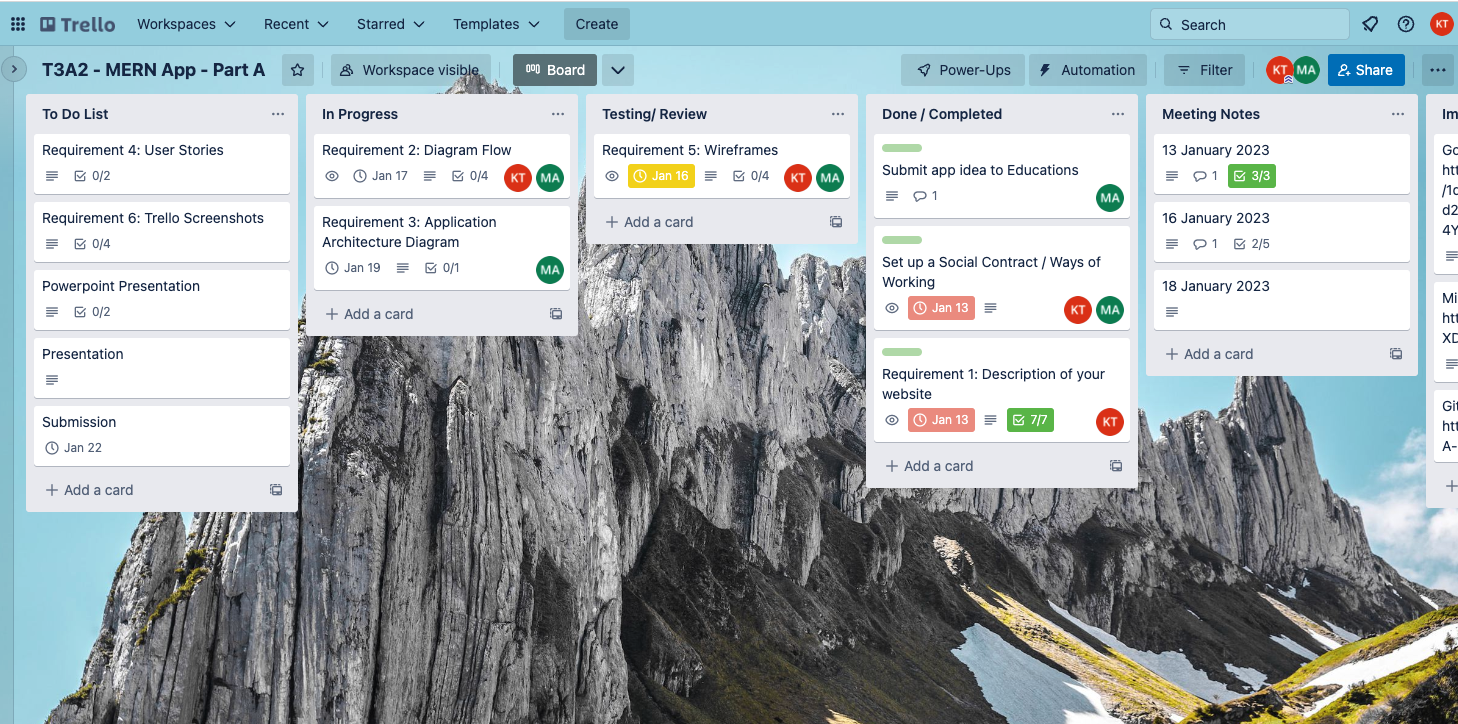 Trello Workspaces Recent Starred Templates Create Search KT
T3A2 - MERN App - Part A Workspace visible Board Power-Ups Automation Filter KT MA Share
To Do List
Requirement 4: User Stories
0/2
Requirement 6: Trello Screenshots
0/4
Powerpoint Presentation
0/2
Presentation
Submission
Jan 22
Add a card
In Progress
Requirement 2: Diagram Flow
Jan 17 0/4 KT MA
Requirement 3: Application
Architecture Diagram
Jan 19 0/1 MA
Add a card
Testing/ Review
Requirement 5: Wireframes
Jan 16 0/4 KT MA
Add a card
Done / Completed
Submit app idea to Educations
1 MA
Set up a Social Contract / Ways of
Working
Jan 13 KT MA
Requirement 1: Description of your
website
Jan 13 7/7 KT
Add a card
Meeting Notes
13 January 2023
1 3/3
16 January 2023
1 2/5
18 January 2023
Add a card
Im
Go
htt
/1d
d2
4Y
Mi
htt
XD
Git
htt
A-